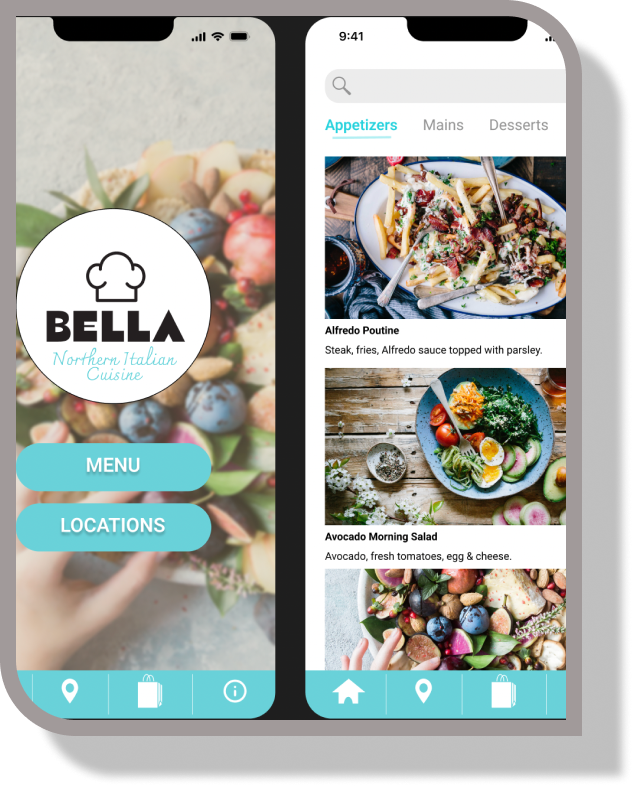 BELLA
Northern Italian
Cuisine
MENU
LOCATIONS
9:41
Appetizers Mains Desserts
Alfredo Poutine
Steak, fries, Alfredo sauce topped with parsley.
Avocado Morning Salad
Avocado, fresh tomatoes, egg & cheese.